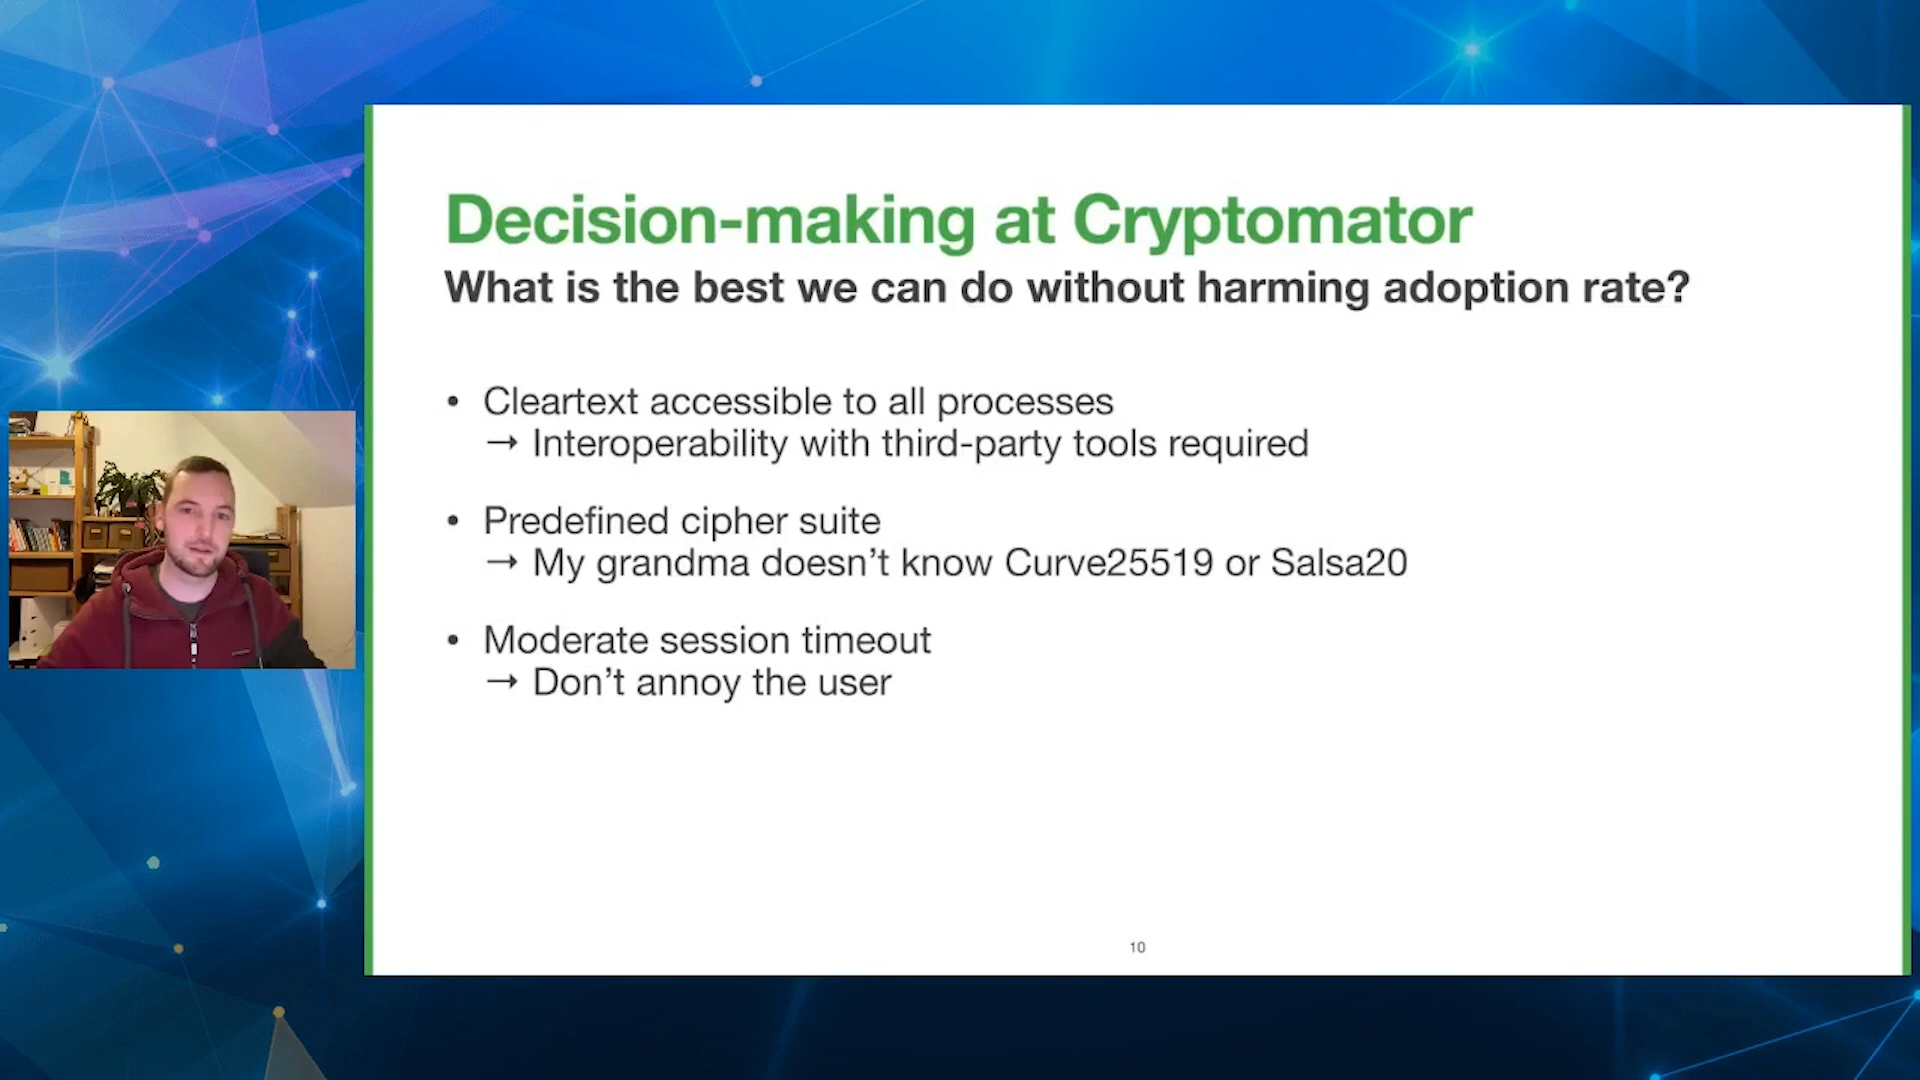 Decision-making at Cryptomator
What is the best we can do without harming adoption rate?
• Cleartext accessible to all processes
→ Interoperability with third-party tools required
• Predefined cipher suite
→ My grandma doesn’t know Curve25519 or Salsa20
• Moderate session timeout
→ Don’t annoy the user
10